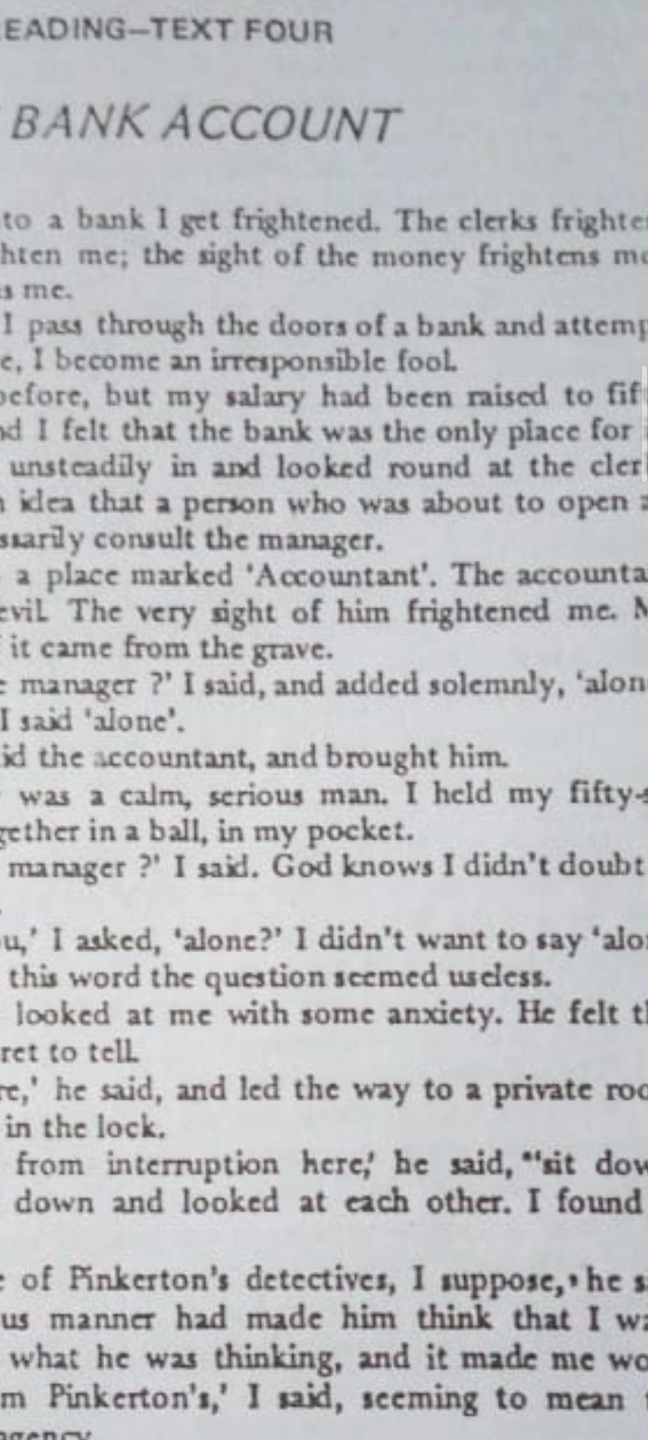 EADING—TEXT FOUR
BANK ACCOUNT
to a bank I get frightened. The clerks frighte
hten me; the sight of the money frightens m
s me.
I pass through the doors of a bank and attemp
e, I become an irresponsible fool.
before, but my salary had been raised to fif
d I felt that the bank was the only place for
unsteadily in and looked round at the cler
idea that a person who was about to open a
ssarily consult the manager.
a place marked 'Accountant'. The accounta
evil. The very sight of him frightened me. M
it came from the grave.
e manager ?' I said, and added solemnly, 'alon
I said 'alone'.
id the accountant, and brought him.
was a calm, serious man. I held my fifty-s
gether in a ball, in my pocket.
manager ?' I said. God knows I didn't doubt
u,' I asked, 'alone?' I didn't want to say 'alo
this word the question seemed useless.
looked at me with some anxiety. He felt th
ret to tell.
re,' he said, and led the way to a private roo
in the lock.
from interruption here,' he said, "'sit dow
down and looked at each other. I found
e of Pinkerton's detectives, I suppose,' he s
us manner had made him think that I wa
what he was thinking, and it made me wo
m Pinkerton's,' I said, seeming to mean
agency